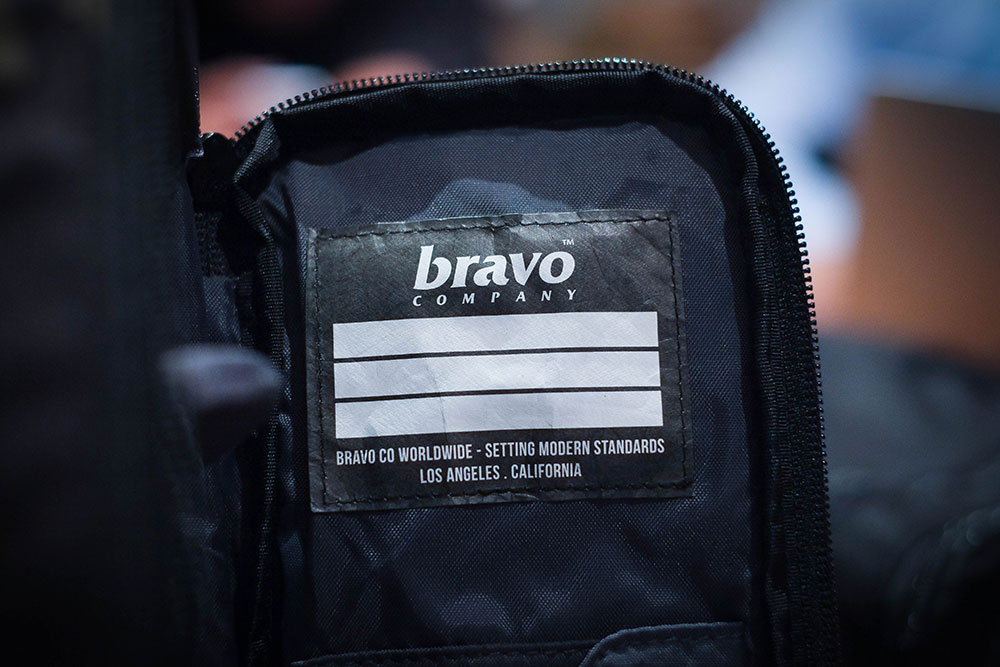 bravo™
COMPANY
BRAVO CO WORLDWIDE - SETTING MODERN STANDARDS
LOS ANGELES . CALIFORNIA